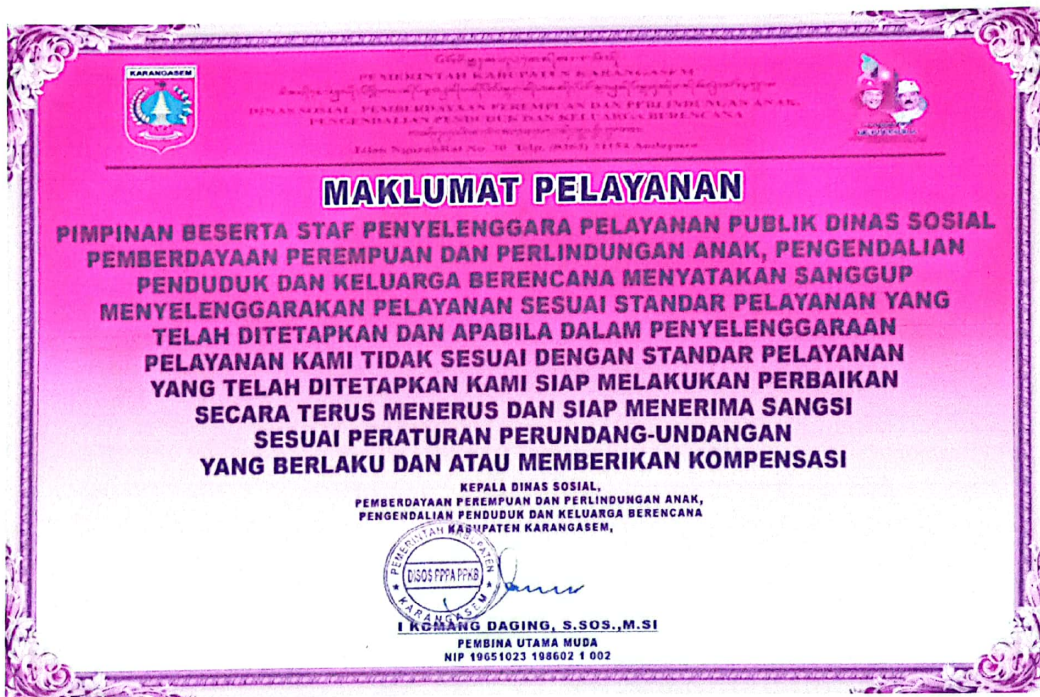 KARANGASEM
PEMERINTAH KABUPATEN KARANGASEM
DINAS SOSIAL, PEMBERDAYAAN PEREMPUAN DAN PERLINDUNGAN ANAK,
PENGENDALIAN PENDUDUK DAN KELUARGA BERENCANA
MAKLUMAT PELAYANAN
PIMPINAN BESERTA STAF PENYELENGGARA PELAYANAN PUBLIK DINAS SOSIAL
PEMBERDAYAAN PEREMPUAN DAN PERLINDUNGAN ANAK, PENGENDALIAN
PENDUDUK DAN KELUARGA BERENCANA MENYATAKAN SANGGUP
MENYELENGGARAKAN PELAYANAN SESUAI STANDAR PELAYANAN YANG
TELAH DITETAPKAN DAN APABILA DALAM PENYELENGGARAAN
PELAYANAN KAMI TIDAK SESUAI DENGAN STANDAR PELAYANAN
YANG TELAH DITETAPKAN KAMI SIAP MELAKUKAN PERBAIKAN
SECARA TERUS MENERUS DAN SIAP MENERIMA SANGSI
SESUAI PERATURAN PERUNDANG-UNDANGAN
YANG BERLAKU DAN ATAU MEMBERIKAN KOMPENSASI
KEPALA DINAS SOSIAL,
PEMBERDAYAAN PEREMPUAN DAN PERLINDUNGAN ANAK,
PENGENDALIAN PENDUDUK DAN KELUARGA BERENCANA
KABUPATEN KARANGASEM,
PEMERINTAH KABUPATEN
DISOS PPPA PPKB
KARANGASEM
I KOMANG DAGING, S.SOS.,M.SI
PEMBINA UTAMA MUDA
NIP 19651023 198602 1 002